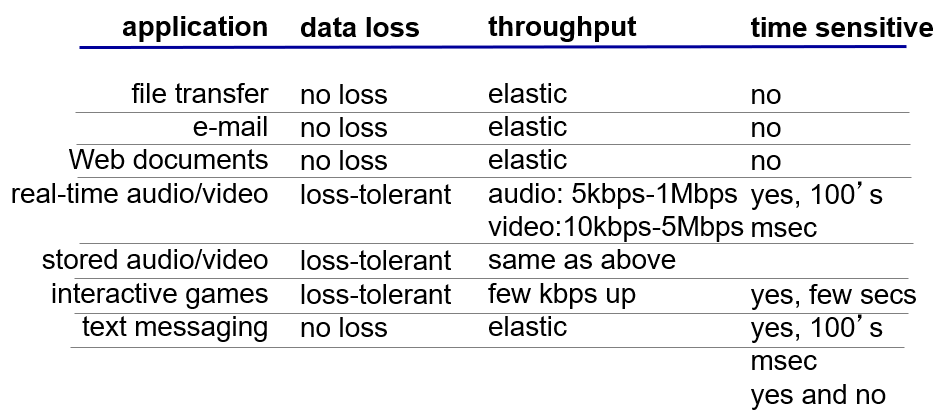 application data loss throughput time sensitive
file transfer no loss elastic no
e-mail no loss elastic no
Web documents no loss elastic no
real-time audio/video loss-tolerant audio: 5kbps-1Mbps yes, 100’s
video:10kbps-5Mbps msec
stored audio/video loss-tolerant same as above
interactive games loss-tolerant few kbps up yes, few secs
text messaging no loss elastic yes, 100’s
msec
yes and no